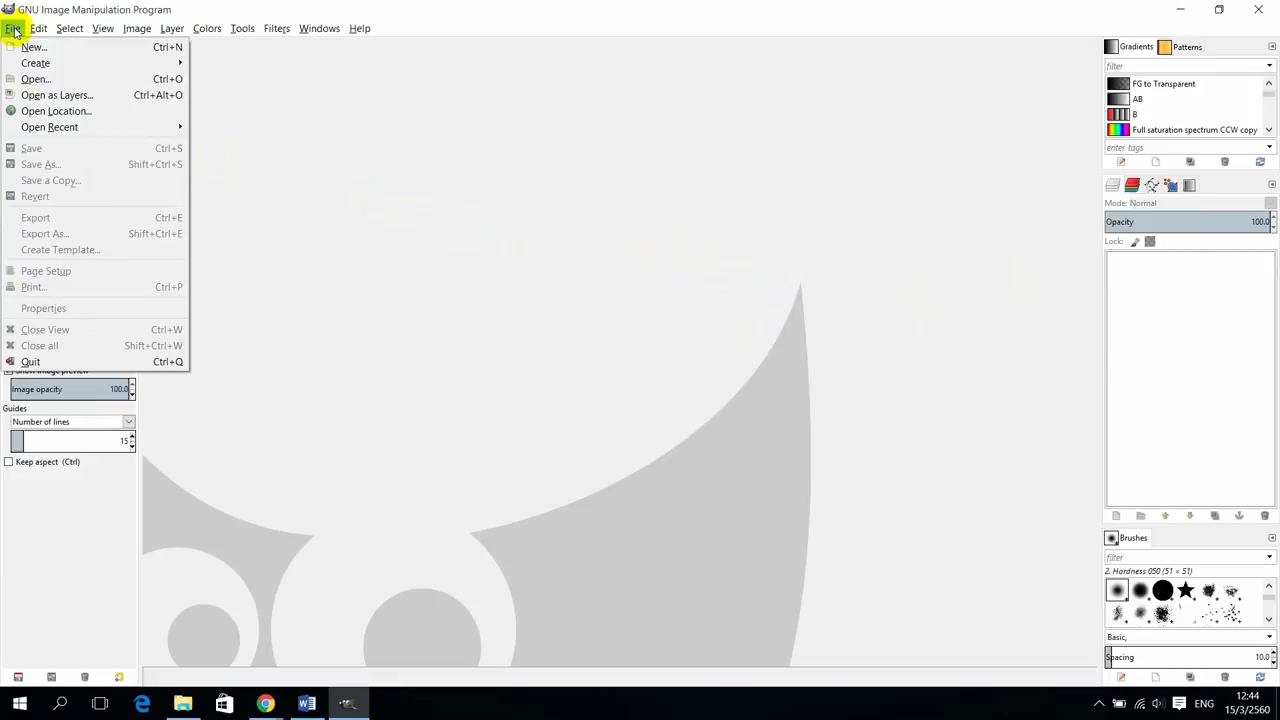 GNU Image Manipulation Program
File Edit Select View Image Layer Colors Tools Filters Windows Help
New... Ctrl+N
Create
Open... Ctrl+O
Open as Layers... Ctrl+Alt+O
Open Location...
Open Recent
Save Ctrl+S
Save As... Shift+Ctrl+S
Save a Copy...
Revert
Export Ctrl+E
Export As... Shift+Ctrl+E
Create Template...
Page Setup
Print... Ctrl+P
Properties
Close View Ctrl+W
Close all Shift+Ctrl+W
Quit Ctrl+Q
Show image preview
Image opacity 100.0
Guides
Number of lines
15
Keep aspect (Ctrl)
Gradients Patterns
filter
FG to Transparent
AB
B
Full saturation spectrum CCW copy
enter tags
Mode: Normal
Opacity 100.0
Lock:
Brushes
filter
2. Hardness 050 (51 × 51)
Basic,
Spacing 10.0
ENG
12:44
15/3/2560